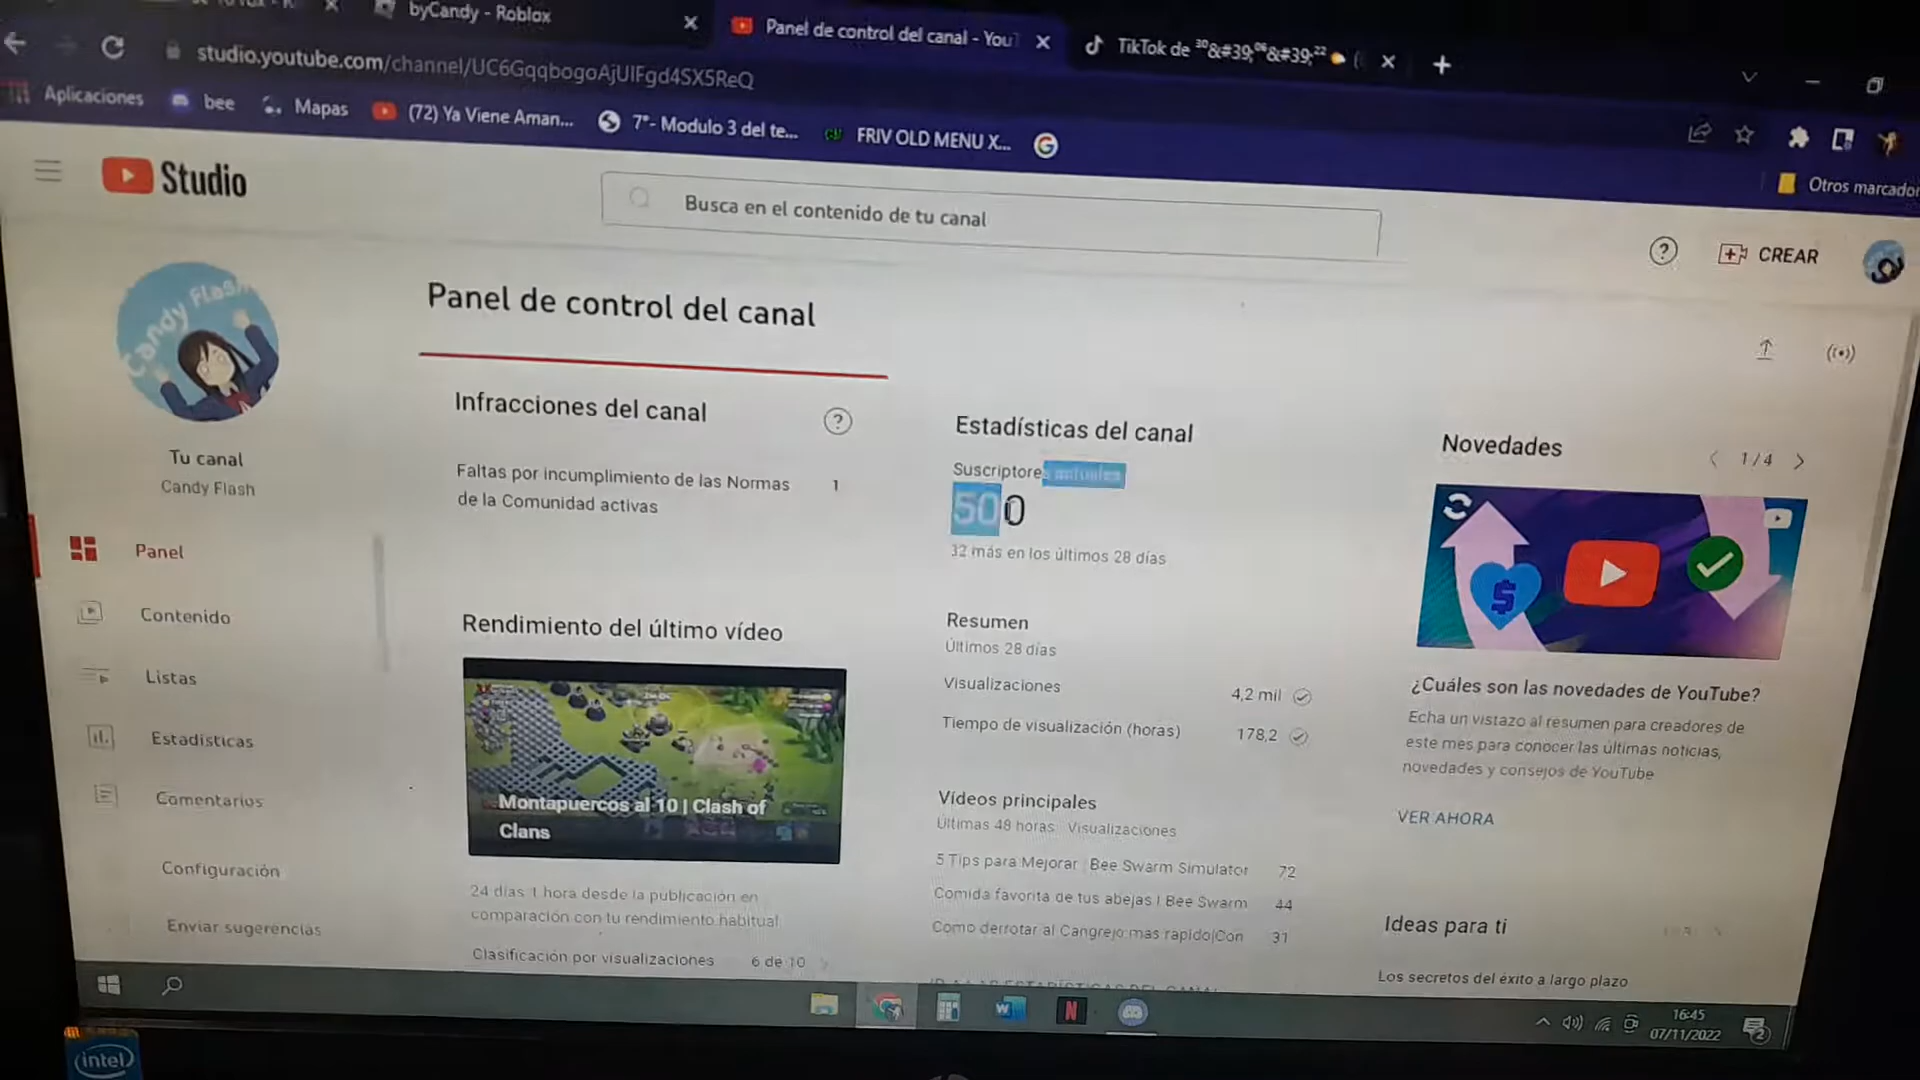 byCandy - Roblox
Panel de control del canal - YouT
TikTok de ³⁰&#39;⁰⁶&#39;²²
studio.youtube.com/channel/UC6GqqbogoAjUIFgd4SX5ReQ
Aplicaciones
bee
Mapas
(72) Ya Viene Aman...
7°- Modulo 3 del te...
FRIV OLD MENU X...
Otros marcador
Studio
Busca en el contenido de tu canal
CREAR
Candy Flash
Tu canal
Candy Flash
Panel
Contenido
Listas
Estadísticas
Comentarios
Configuración
Enviar sugerencias
Panel de control del canal
Infracciones del canal
Faltas por incumplimiento de las Normas
de la Comunidad activas
1
Rendimiento del último vídeo
Montapuercos al 10 | Clash of
Clans
24 días 1 hora desde la publicación en
comparación con tu rendimiento habitual
Clasificación por visualizaciones 6 de 10
Estadísticas del canal
Suscriptores actuales
500
32 más en los últimos 28 días
Resumen
Últimos 28 días
Visualizaciones 4,2 mil
Tiempo de visualización (horas) 178,2
Vídeos principales
Últimas 48 horas · Visualizaciones
5 Tips para Mejorar | Bee Swarm Simulator 72
Comida favorita de tus abejas | Bee Swarm 44
Como derrotar al Cangrejo mas rapido|Con 31
Novedades
1 / 4
¿Cuáles son las novedades de YouTube?
Echa un vistazo al resumen para creadores de
este mes para conocer las últimas noticias,
novedades y consejos de YouTube
VER AHORA
Ideas para ti
Los secretos del éxito a largo plazo
16:45
07/11/2022
2
intel